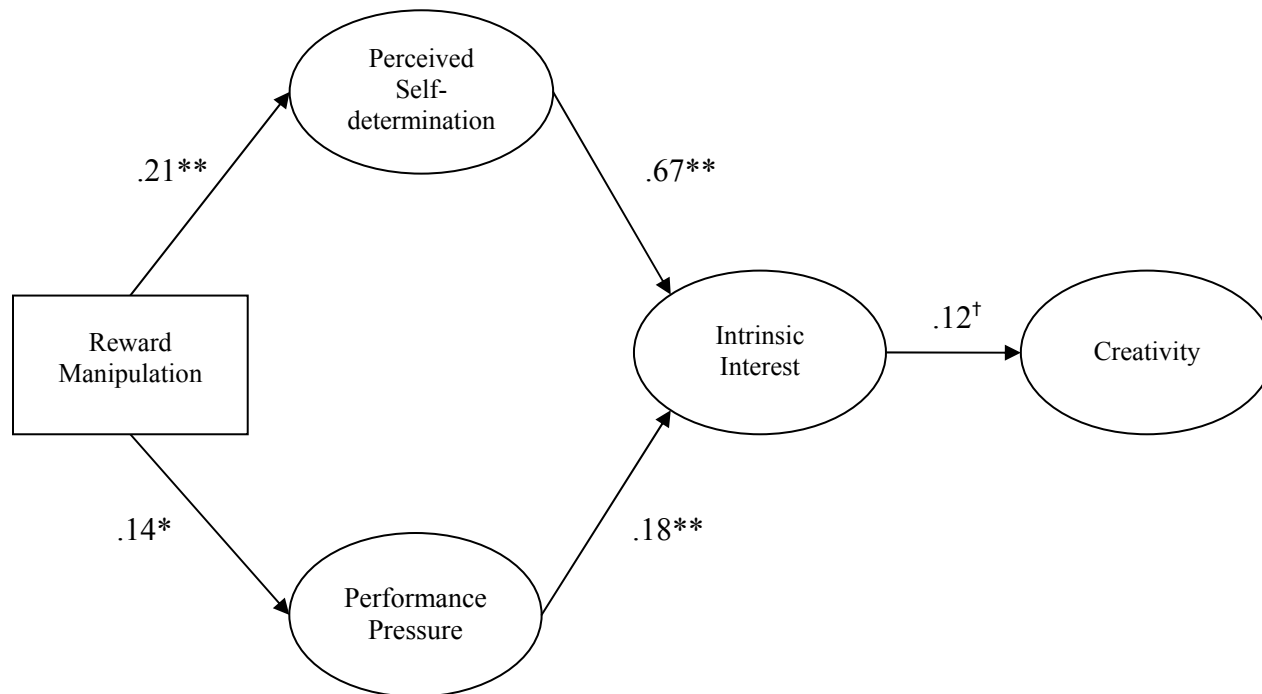 Perceived
Self-
determination
.21**
.67**
Reward
Manipulation
Intrinsic
Interest
.12†
Creativity
.14*
.18**
Performance
Pressure